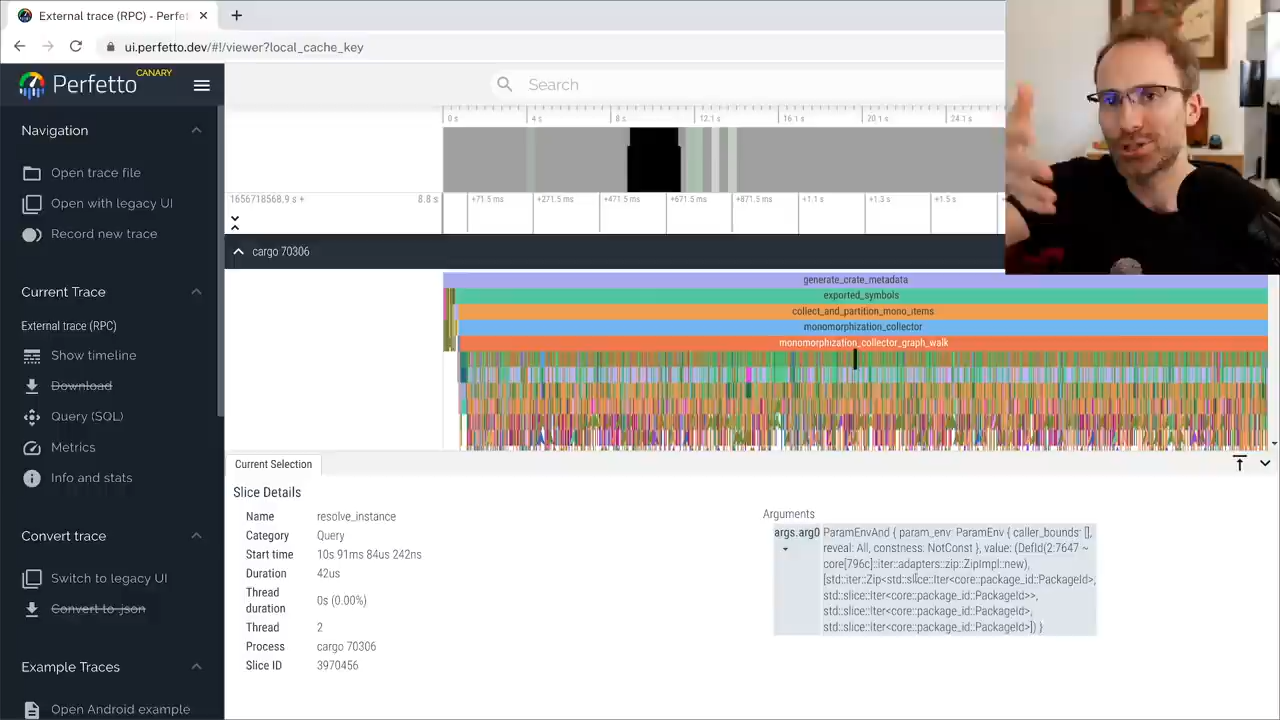 External trace (RPC) - Perfet
ui.perfetto.dev/#!/viewer?local_cache_key
Perfetto
CANARY
Search
Navigation
Open trace file
Open with legacy UI
Record new trace
Current Trace
External trace (RPC)
Show timeline
Download
Query (SQL)
Metrics
Info and stats
Convert trace
Switch to legacy UI
Convert to .json
Example Traces
Open Android example
0 s 4 s 8 s 12.1 s 16.1 s 20.1 s 24.1 s
1656718568.9 s + 8.8 s +71.5 ms +271.5 ms +471.5 ms +671.5 ms +871.5 ms +1.1 s +1.3 s +1.5 s
cargo 70306
generate_crate_metadata
exported_symbols
collect_and_partition_mono_items
monomorphization_collector
monomorphization_collector_graph_walk
Current Selection
Slice Details
Name resolve_instance
Category Query
Start time 10s 91ms 84us 242ns
Duration 42us
Thread duration 0s (0.00%)
Thread 2
Process cargo 70306
Slice ID 3970456
Arguments
args.arg0 ParamEnvAnd { param_env: ParamEnv { caller_bounds: [],
reveal: All, constness: NotConst }, value: (DefId(2:7647 ~
core[796c]::iter::adapters::zip::ZipImpl::new),
[std::iter::Zip<std::slice::Iter<core::package_id::PackageId>,
std::slice::Iter<core::package_id::PackageId>>,
std::slice::Iter<core::package_id::PackageId>,
std::slice::Iter<core::package_id::PackageId>]) }